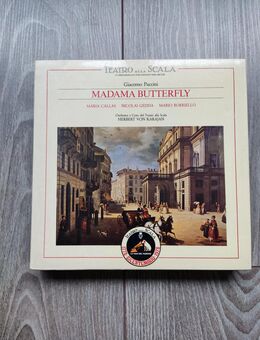 TEATRO ALLA SCALA
Giacomo Puccini
MADAMA BUTTERFLY
MARIA CALLAS NICOLAI GEDDA MARIO BORRIELLO
Orchestra e Coro del Teatro alla Scala
HERBERT VON KARAJAN